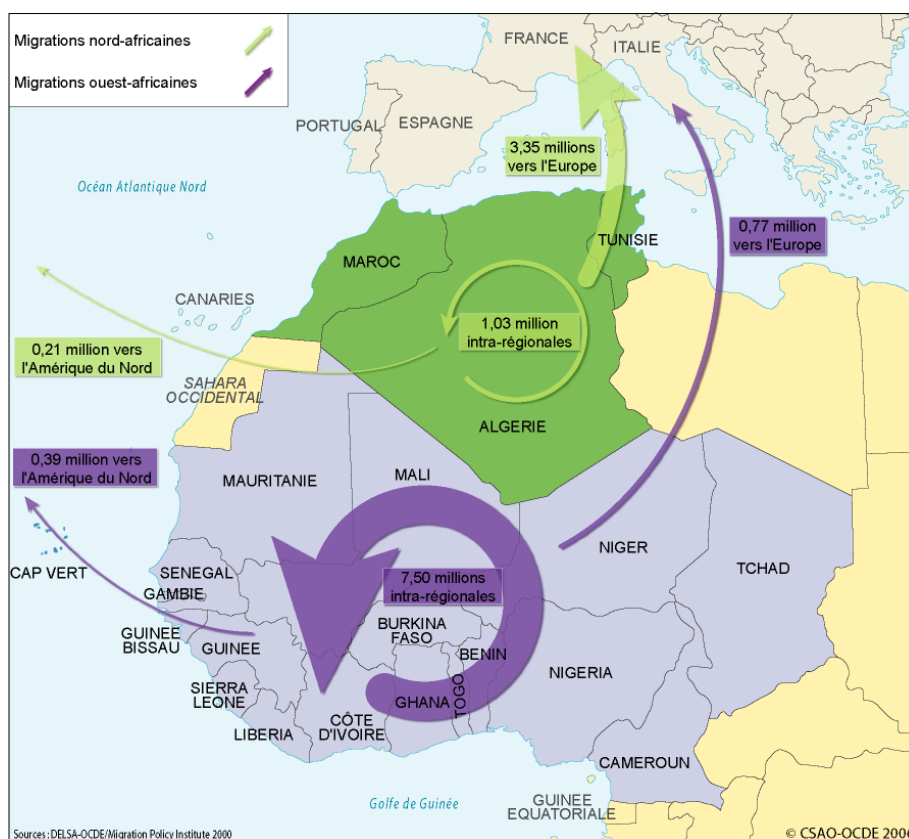 Migrations nord-africaines
Migrations ouest-africaines
FRANCE
ITALIE
PORTUGAL
ESPAGNE
3,35 millions
vers l'Europe
Océan Atlantique Nord
0,77 million
vers l'Europe
TUNISIE
MAROC
CANARIES
1,03 million
intra-régionales
0,21 million vers
l'Amérique du Nord
SAHARA
OCCIDENTAL
ALGERIE
0,39 million vers
l'Amérique du Nord
MAURITANIE
MALI
NIGER
TCHAD
CAP VERT
SENEGAL
GAMBIE
7,50 millions
intra-régionales
GUINEE
BISSAU
GUINEE
BURKINA
FASO
BENIN
NIGERIA
SIERRA
LEONE
GHANA
TOGO
LIBERIA
CÔTE
D'IVOIRE
CAMEROUN
Golfe de Guinée
GUINEE
EQUATORIALE
Sources : DELSA-OCDE/Migration Policy Institute 2000
© CSAO-OCDE 2006